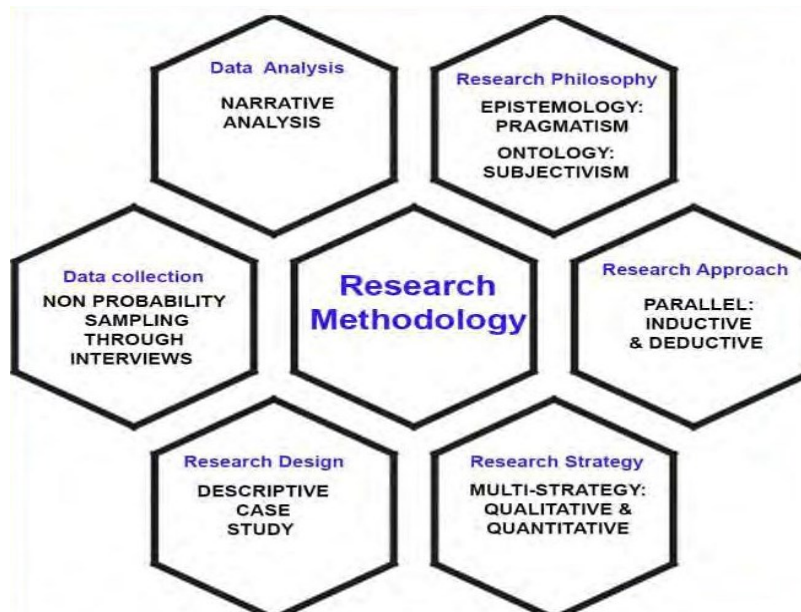 Data Analysis
NARRATIVE
ANALYSIS
Research Philosophy
EPISTEMOLOGY:
PRAGMATISM
ONTOLOGY:
SUBJECTIVISM
Data collection
NON PROBABILITY
SAMPLING
THROUGH
INTERVIEWS
Research
Methodology
Research Approach
PARALLEL:
INDUCTIVE
& DEDUCTIVE
Research Design
DESCRIPTIVE
CASE
STUDY
Research Strategy
MULTI-STRATEGY:
QUALITATIVE &
QUANTITATIVE